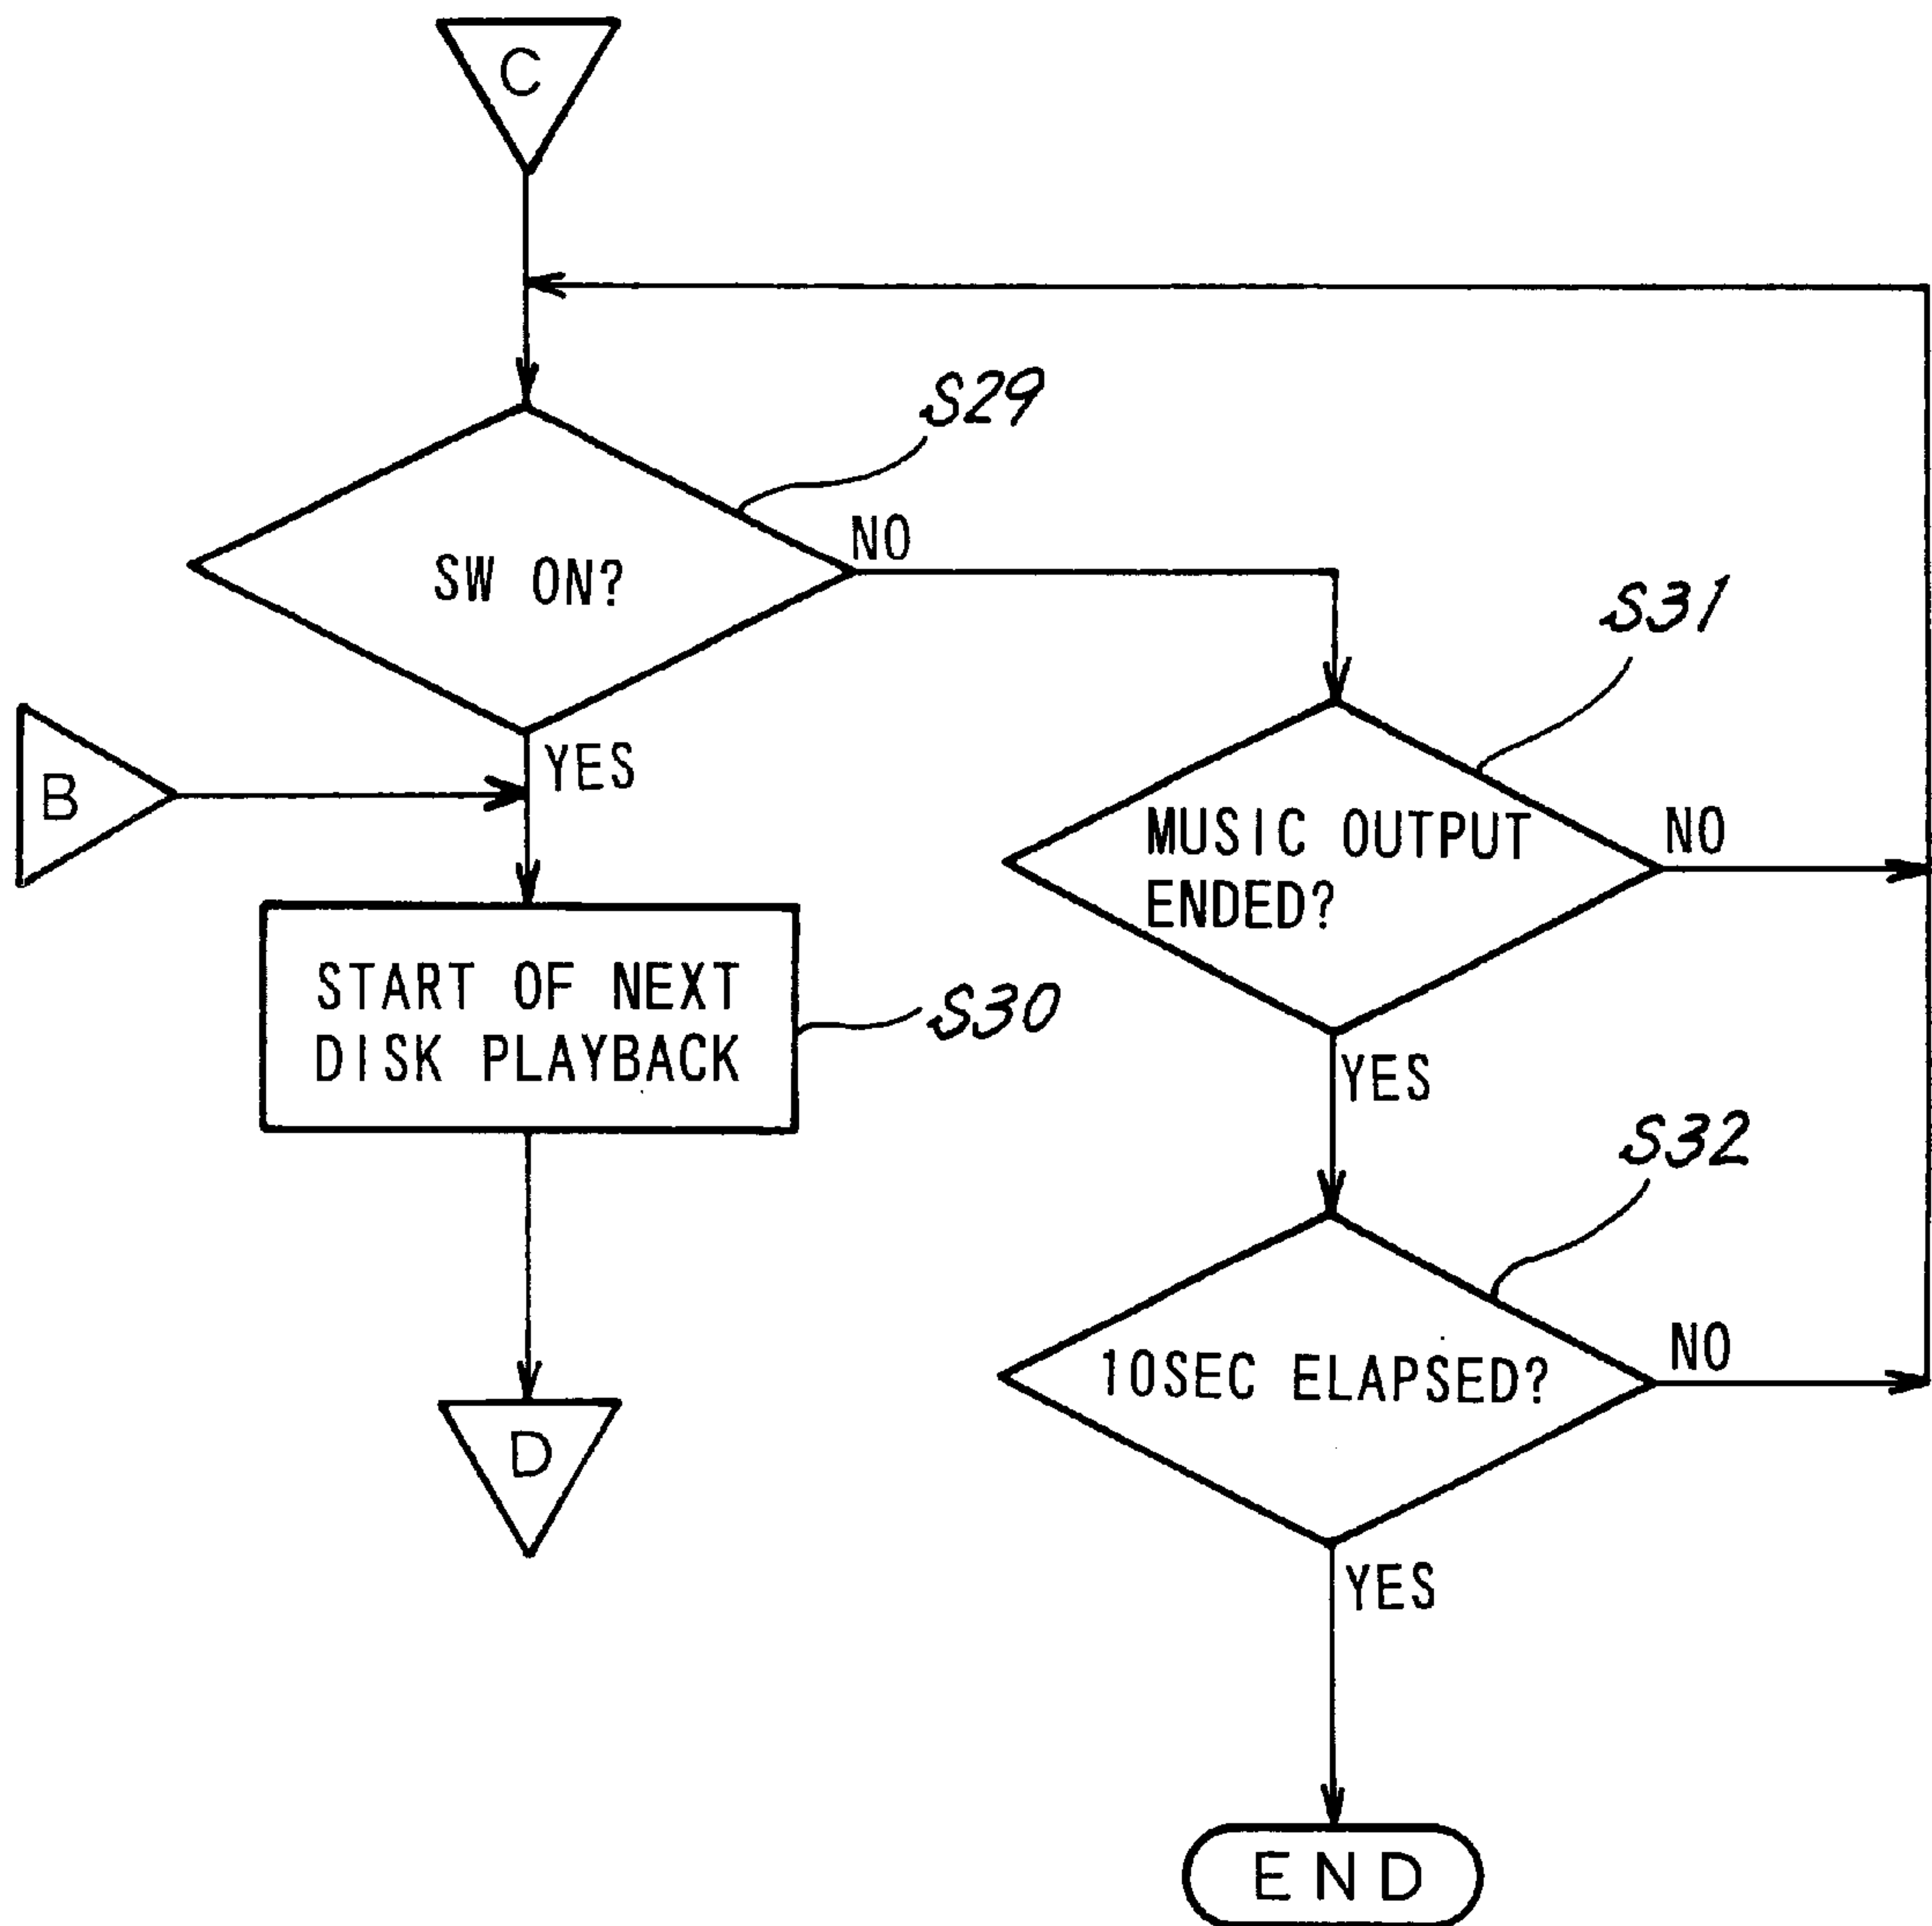 C
S29
SW ON?
NO
S31
YES
B
MUSIC OUTPUT
ENDED?
NO
START OF NEXT
DISK PLAYBACK
S30
YES
S32
10SEC ELAPSED?
NO
D
YES
END